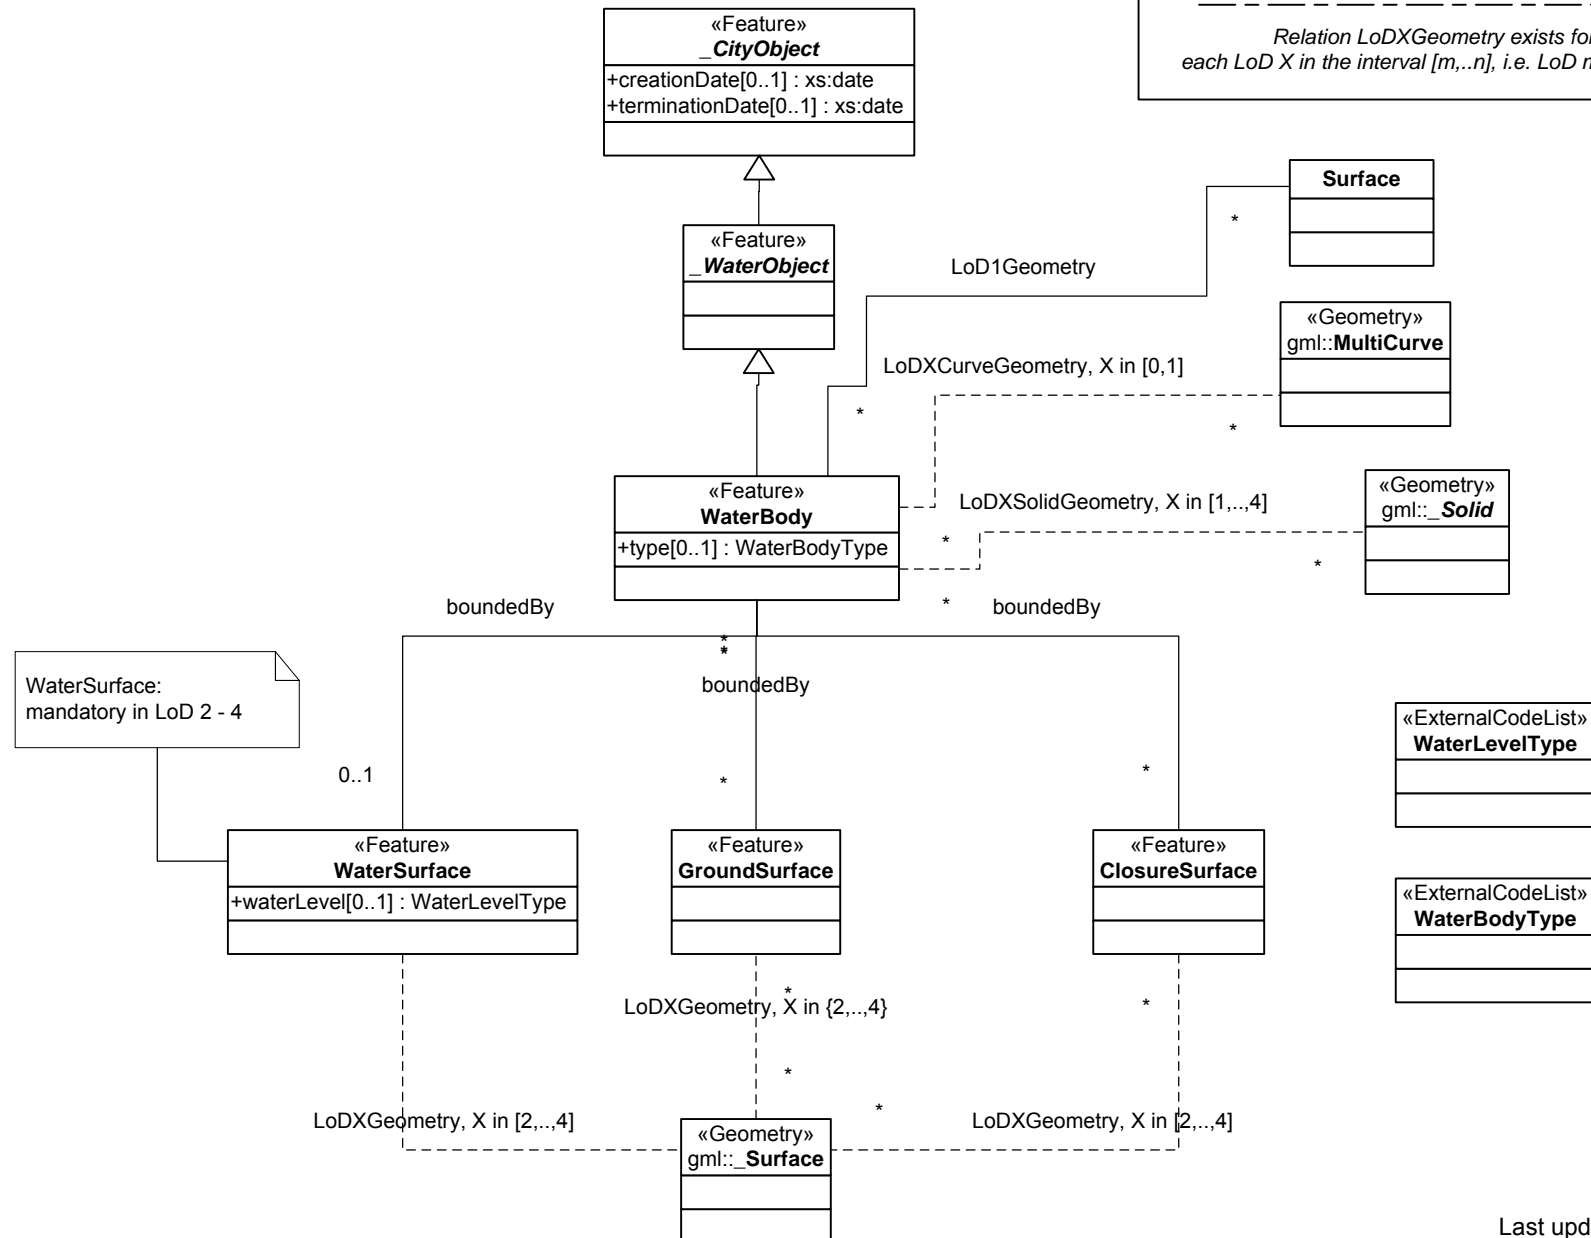 «Feature»
_CityObject
+creationDate[0..1] : xs:date
+terminationDate[0..1] : xs:date
Relation LoDXGeometry exists for
each LoD X in the interval [m,..n], i.e. LoD
Surface
*
«Feature»
_WaterObject
LoD1Geometry
«Geometry»
gml::MultiCurve
LoDXCurveGeometry, X in [0,1]
*
*
«Feature»
WaterBody
+type[0..1] : WaterBodyType
LoDXSolidGeometry, X in [1,..,4]
«Geometry»
gml::_Solid
*
*
*
boundedBy
boundedBy
*
*
boundedBy
WaterSurface:
mandatory in LoD 2 - 4
«ExternalCodeList»
WaterLevelType
0..1
*
*
«Feature»
WaterSurface
+waterLevel[0..1] : WaterLevelType
«Feature»
GroundSurface
«Feature»
ClosureSurface
«ExternalCodeList»
WaterBodyType
*
LoDXGeometry, X in {2,..,4}
*
*
*
LoDXGeometry, X in [2,..,4]
LoDXGeometry, X in [2,..,4]
«Geometry»
gml::_Surface
Last upd